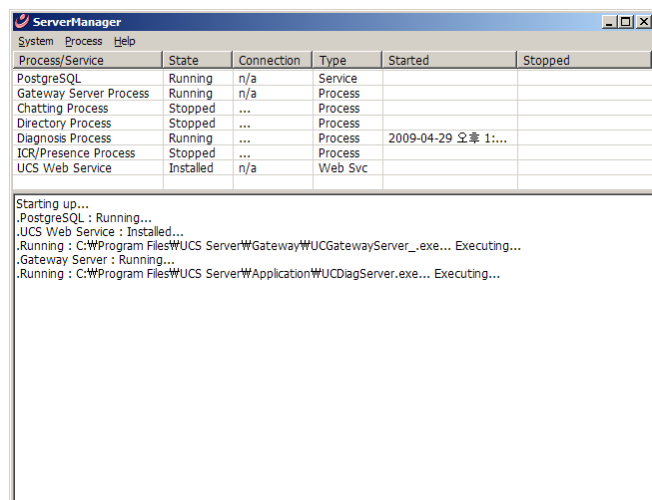 ServerManager
System Process Help
Process/Service State Connection Type Started Stopped
PostgreSQL Running n/a Service
Gateway Server Process Running n/a Process
Chatting Process Stopped ... Process
Directory Process Stopped ... Process
Diagnosis Process Running ... Process 2009-04-29 오후 1:...
ICR/Presence Process Stopped ... Process
UCS Web Service Installed n/a Web Svc
Starting up...
.PostgreSQL : Running...
.UCS Web Service : Installed...
.Running : C:₩Program Files₩UCS Server₩Gateway₩UCGatewayServer_.exe... Executing...
.Gateway Server : Running...
.Running : C:₩Program Files₩UCS Server₩Application₩UCDiagServer.exe... Executing...